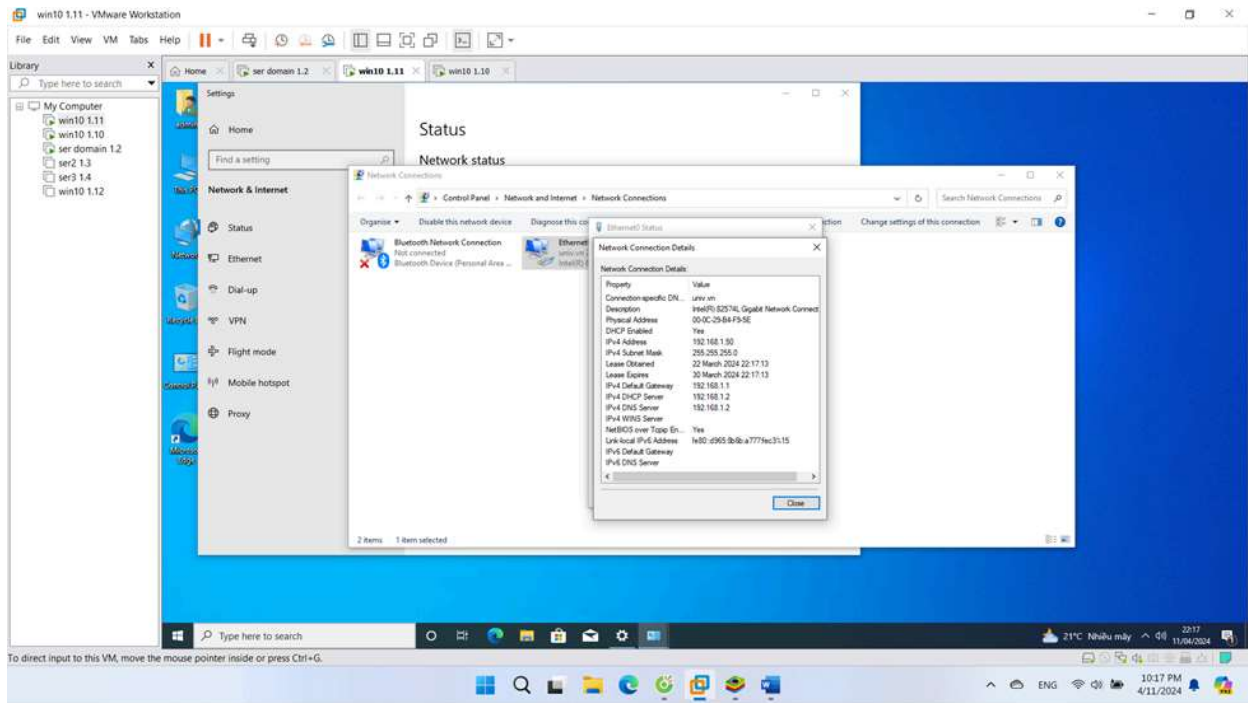 win10 1.11 - VMware Workstation
File Edit View VM Tabs Help
Library
Type here to search
My Computer
win10 1.11
win10 1.10
ser domain 1.2
ser2 1.3
ser3 1.4
win10 1.12
Home
ser domain 1.2
win10 1.11
win10 1.10
Settings
Home
Find a setting
Network & Internet
Status
Ethernet
Dial-up
VPN
Flight mode
Mobile hotspot
Proxy
Status
Network status
Network Connections
Control Panel > Network and Internet > Network Connections
Search Network Connections
Organise Disable this network device Diagnose this Change settings of this connection
Bluetooth Network Connection
Not connected
Bluetooth Device (Personal Area ...
Ethernet0 Status
Network Connection Details
Network Connection Details:
Property Value
Connection-specific DN... univ.vn
Description Intel(R) 82574L Gigabit Network Connect
Physical Address 00-0C-29-B4-F9-5E
DHCP Enabled Yes
IPv4 Address 192.168.1.50
IPv4 Subnet Mask 255.255.255.0
Lease Obtained 22 March 2024 22:17:13
Lease Expires 30 March 2024 22:17:13
IPv4 Default Gateway 192.168.1.1
IPv4 DHCP Server 192.168.1.2
IPv4 DNS Server 192.168.1.2
IPv4 WINS Server
NetBIOS over Tcpip En... Yes
Link-local IPv6 Address
IPv6 Default Gateway
IPv6 DNS Server
Close
2 items 1 item selected
Type here to search
21°C Nhiều mây
22:17
11/04/2024
To direct input to this VM, move the mouse pointer inside or press Ctrl+G.
ENG
10:17 PM
4/11/2024